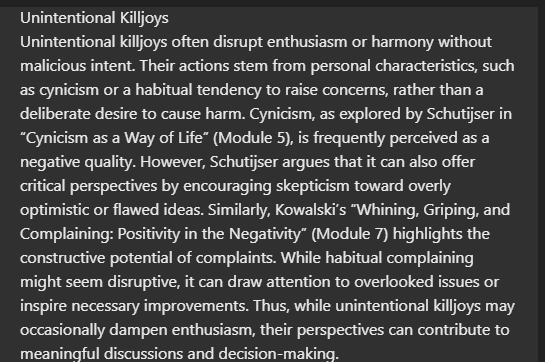 Unintentional Killjoys
Unintentional killjoys often disrupt enthusiasm or harmony without
malicious intent. Their actions stem from personal characteristics, such
as cynicism or a habitual tendency to raise concerns, rather than a
deliberate desire to cause harm. Cynicism, as explored by Schutijser in
“Cynicism as a Way of Life” (Module 5), is frequently perceived as a
negative quality. However, Schutijser argues that it can also offer
critical perspectives by encouraging skepticism toward overly
optimistic or flawed ideas. Similarly, Kowalski’s “Whining, Griping, and
Complaining: Positivity in the Negativity” (Module 7) highlights the
constructive potential of complaints. While habitual complaining
might seem disruptive, it can draw attention to overlooked issues or
inspire necessary improvements. Thus, while unintentional killjoys may
occasionally dampen enthusiasm, their perspectives can contribute to
meaningful discussions and decision-making.